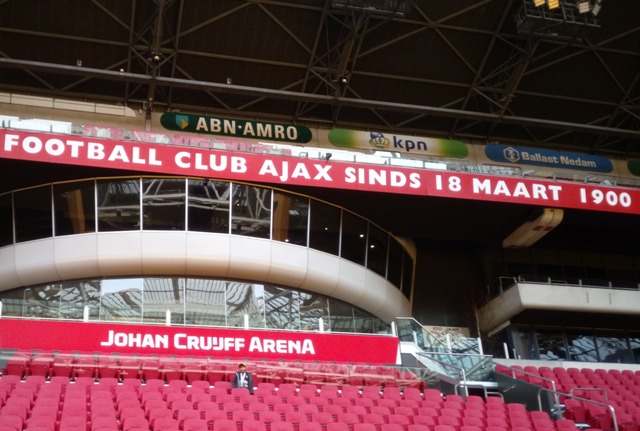 ABN·AMRO
kpn
Ballast Nedam
FOOTBALL CLUB AJAX SINDS 18 MAART 1900
JOHAN CRUIJFF ARENA